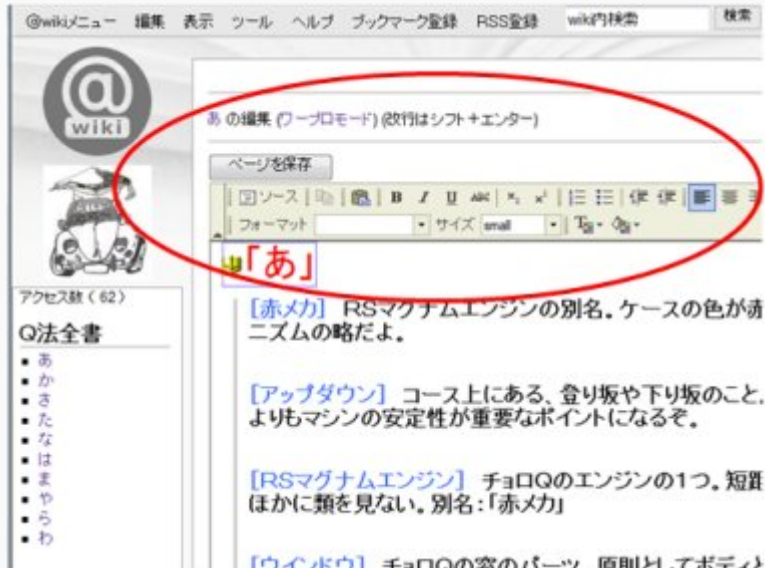 @wikiメニュー 編集 表示 ツール ヘルプ ブックマーク登録 RSS登録 wiki内検索 検索
@
wiki
あ の編集 (ワープロモード) (改行はシフト+エンター)
ページを保存
ソース B I U ABC x₂ x²
フォーマット サイズ small
「あ」
アクセス数(62)
Q法全書
あ
か
さ
た
な
は
ま
や
ら
わ
[赤メカ] RSマグナムエンジンの別名。ケースの色が赤
ニズムの略だよ。
[アップダウン] コース上にある、登り坂や下り坂のこと。
よりもマシンの安定性が重要なポイントになるぞ。
[RSマグナムエンジン] チョロQのエンジンの1つ。短距
ほかに類を見ない。別名:「赤メカ」
[ウインドウ] チョロQの窓のパーツ。原則としてボディと